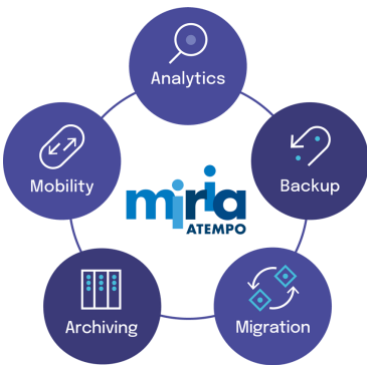 Analytics
Mobility
Backup
miria
ATEMPO
Archiving
Migration